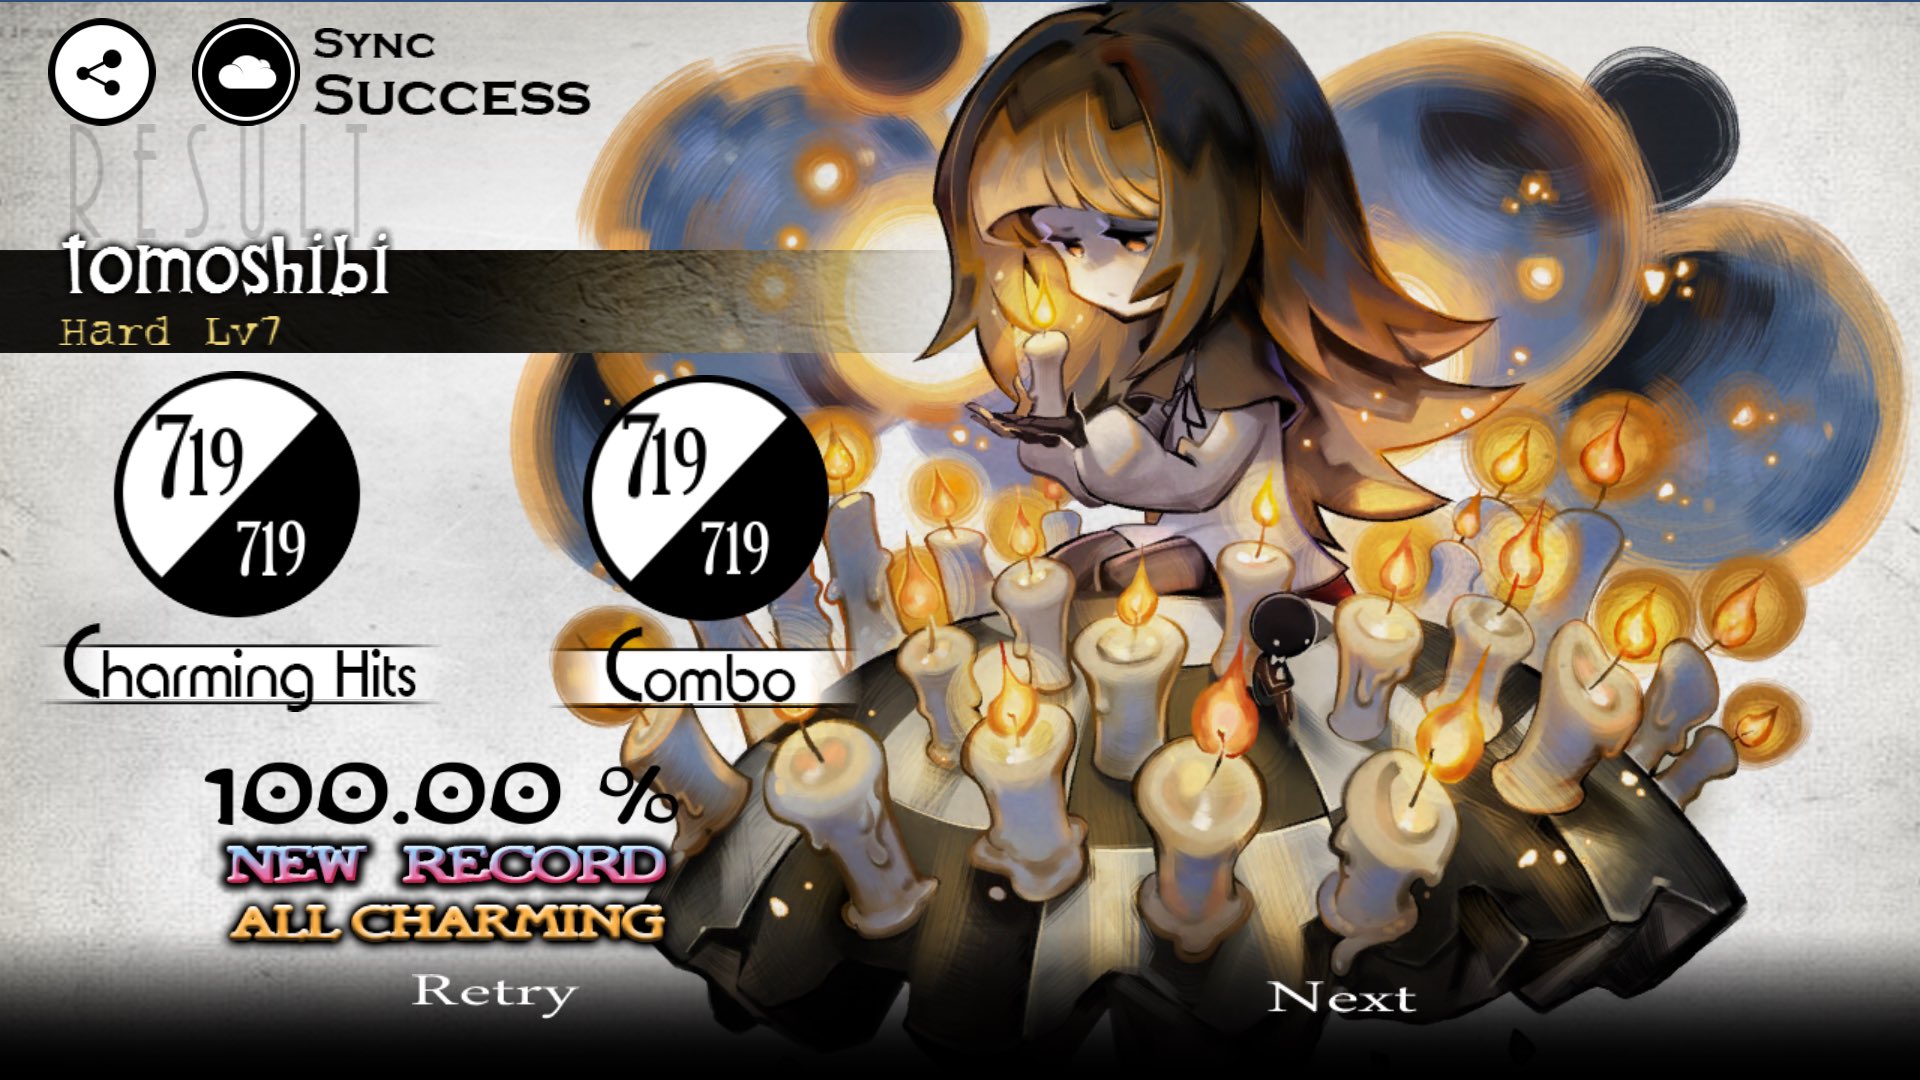 Sync
Success
RESULT
tomoshibi
Hard Lv7
719
719
Charming Hits
719
719
Combo
100.00 %
NEW RECORD
ALL CHARMING
Retry
Next